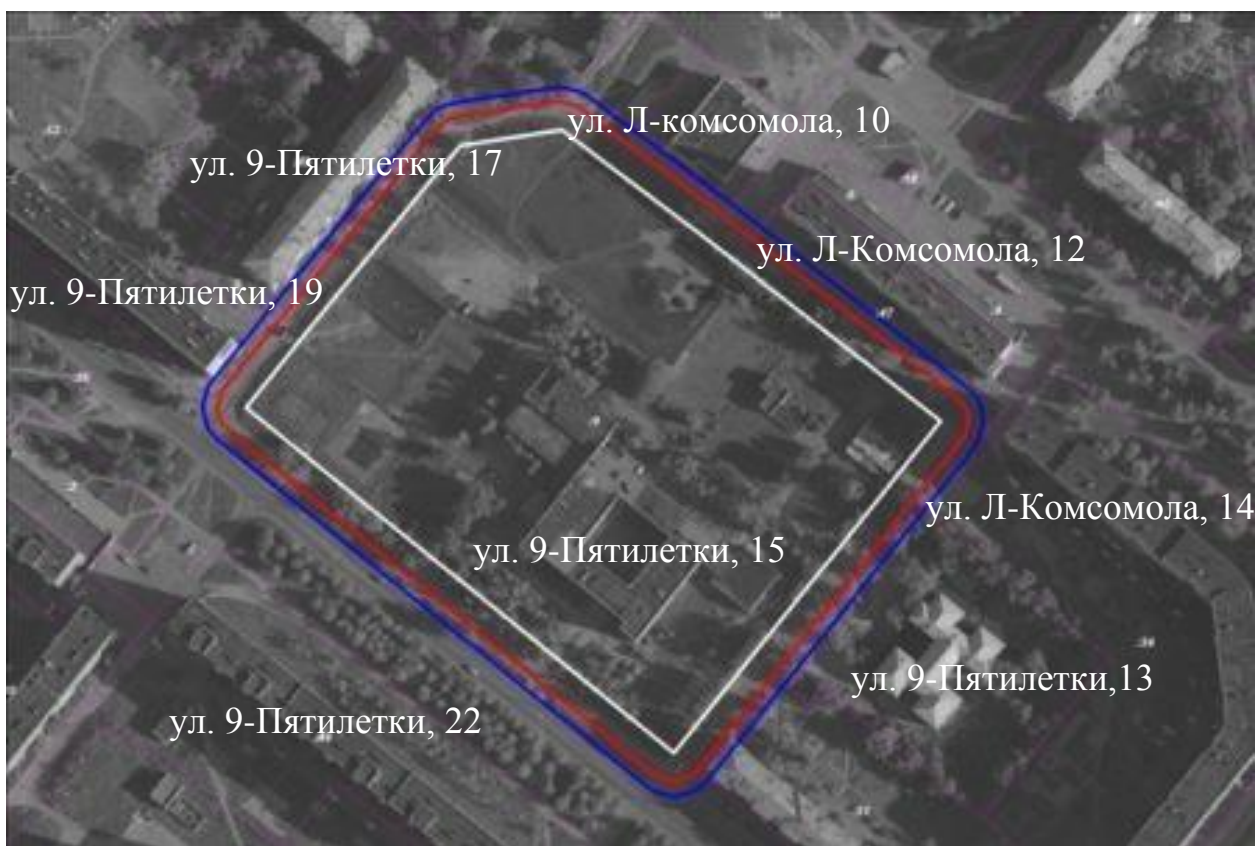 ул. Л-комсомола, 10
ул. 9-Пятилетки, 17
ул. Л-Комсомола, 12
ул. 9-Пятилетки, 19
ул. Л-Комсомола, 14
ул. 9-Пятилетки, 15
ул. 9-Пятилетки,13
ул. 9-Пятилетки, 22